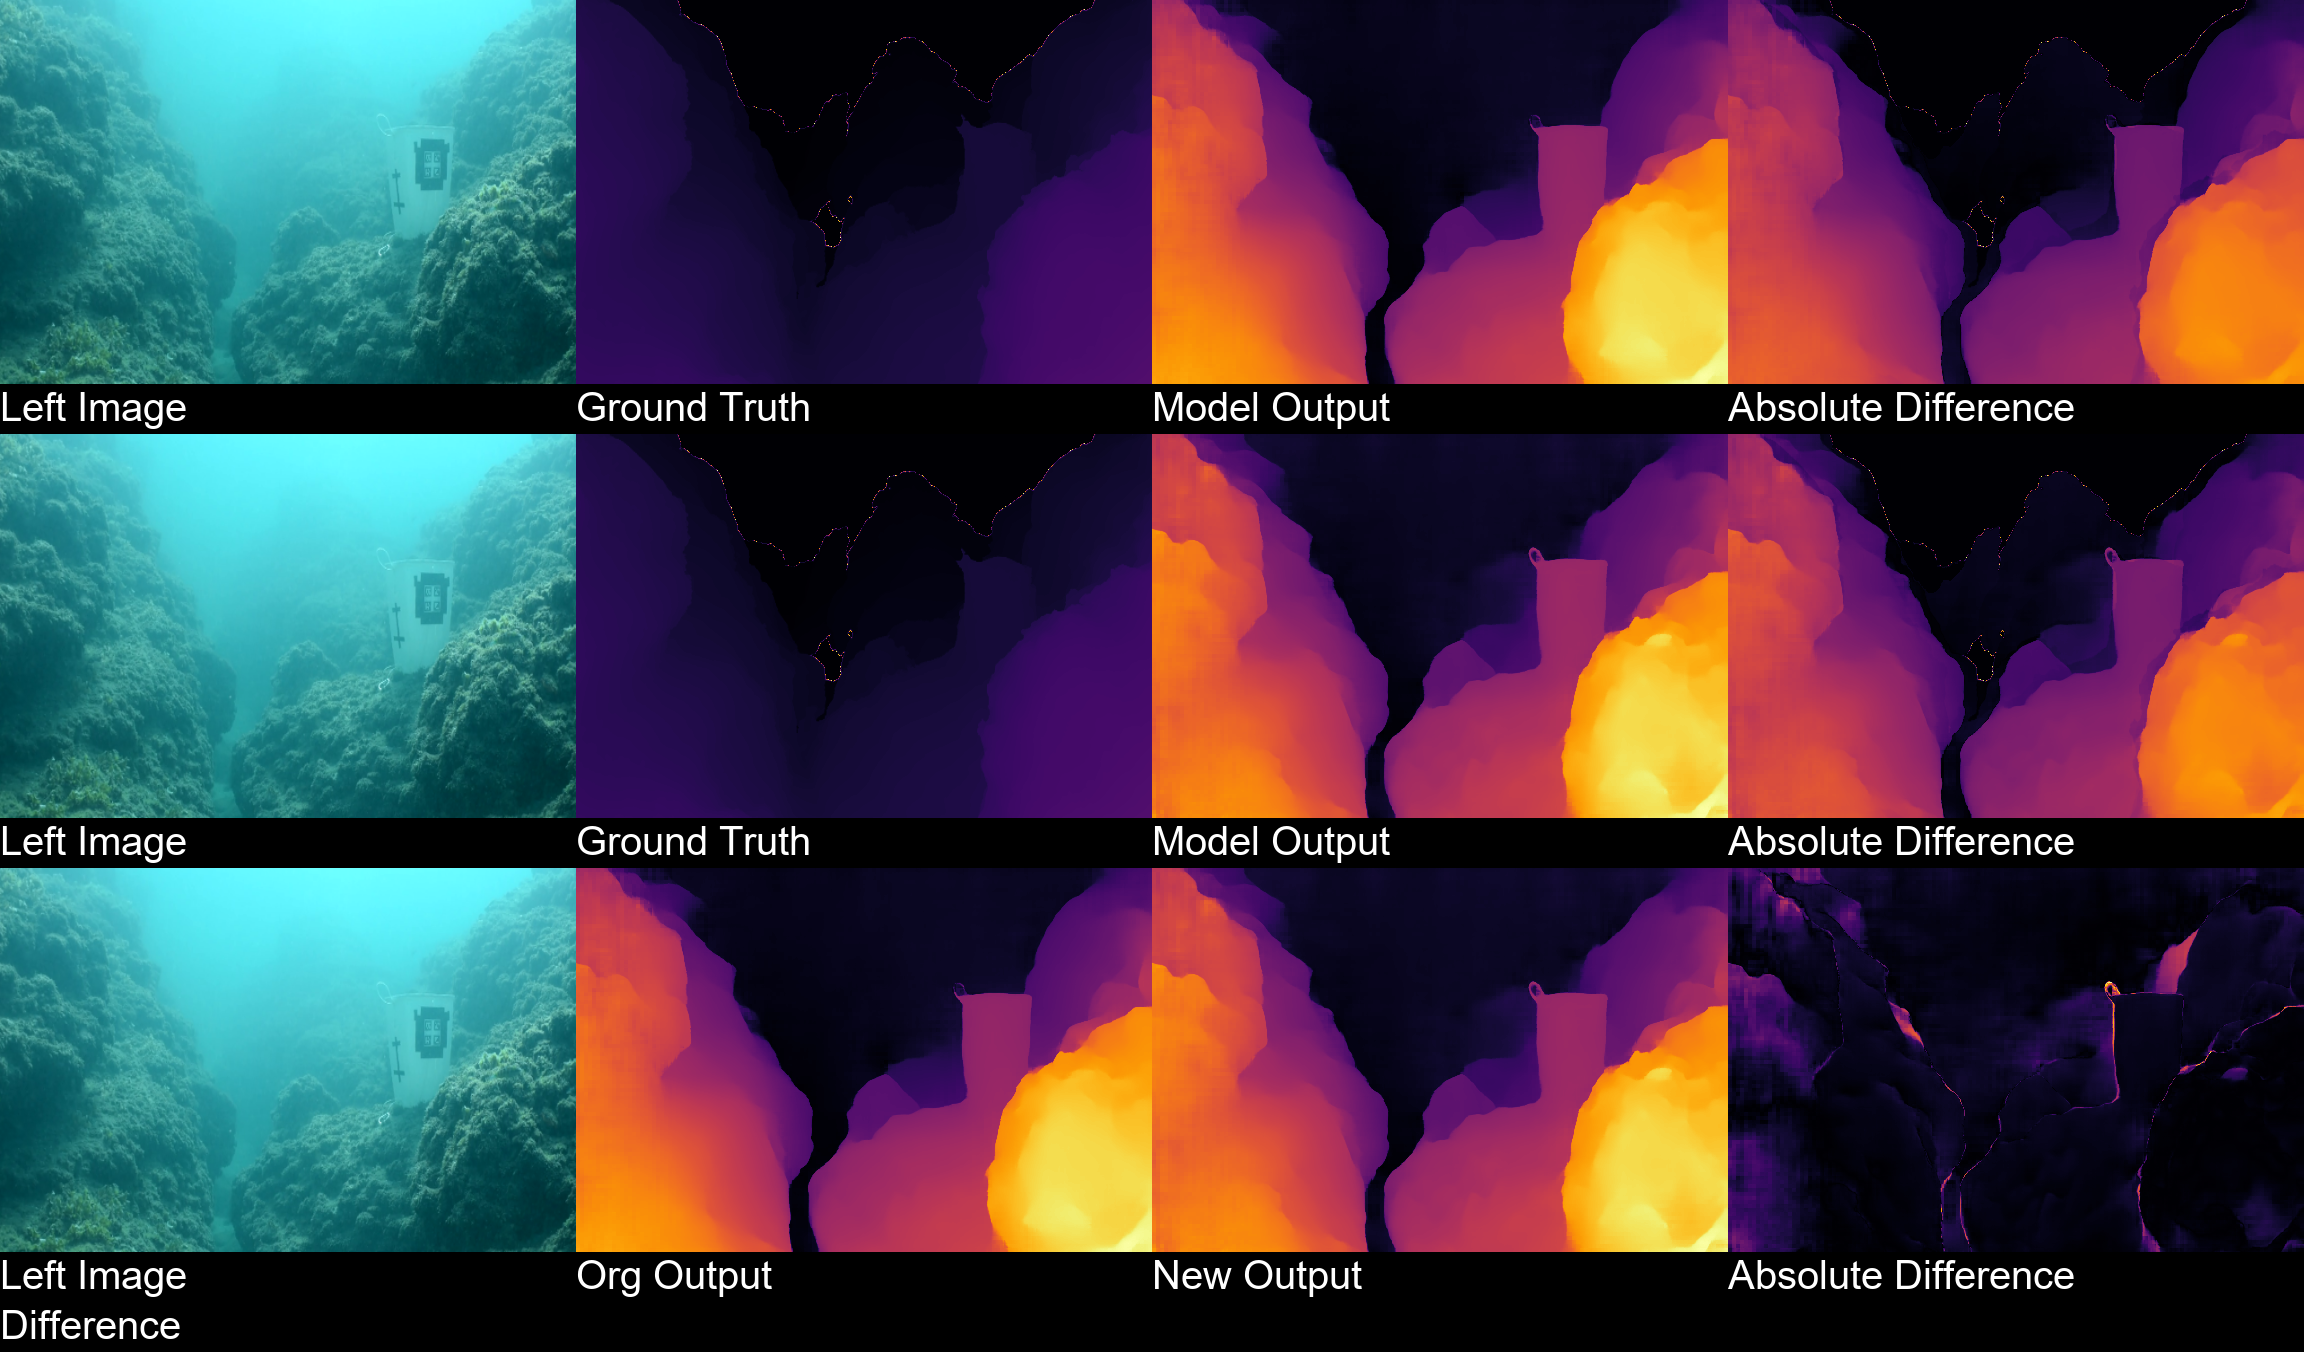 Left Image
Ground Truth
Model Output
Absolute Difference
Left Image
Ground Truth
Model Output
Absolute Difference
Left Image
Difference
Org Output
New Output
Absolute Difference